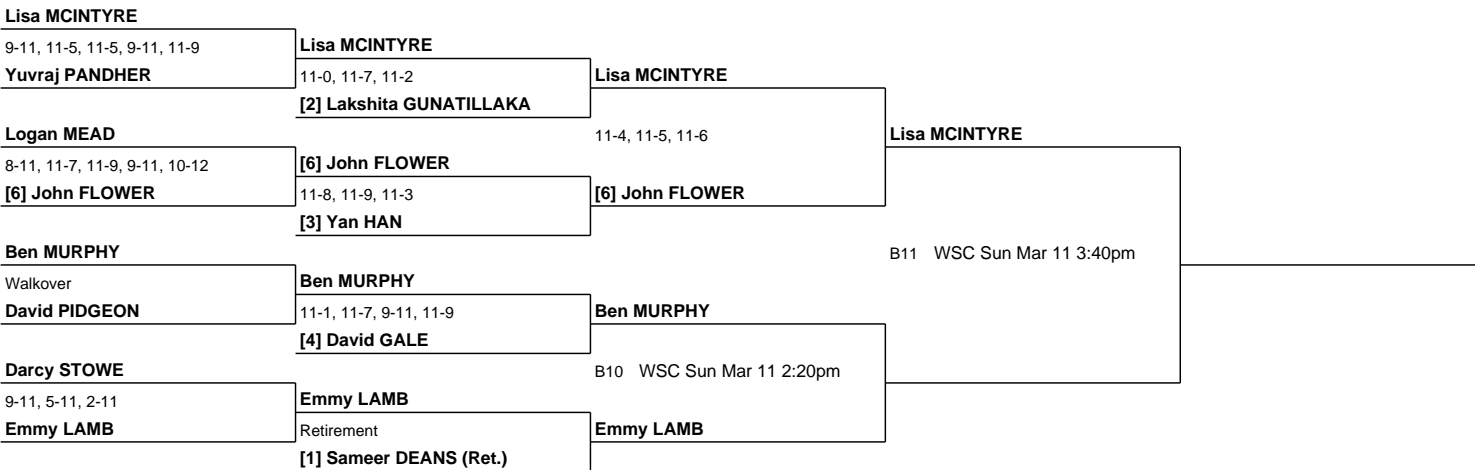 Lisa MCINTYRE
9-11, 11-5, 11-5, 9-11, 11-9
Lisa MCINTYRE
Yuvraj PANDHER
11-0, 11-7, 11-2
Lisa MCINTYRE
[2] Lakshita GUNATILLAKA
Logan MEAD
11-4, 11-5, 11-6
Lisa MCINTYRE
8-11, 11-7, 11-9, 9-11, 10-12
[6] John FLOWER
[6] John FLOWER
11-8, 11-9, 11-3
[6] John FLOWER
[3] Yan HAN
Ben MURPHY
B11 WSC Sun Mar 11 3:40pm
Walkover
Ben MURPHY
David PIDGEON
11-1, 11-7, 9-11, 11-9
Ben MURPHY
[4] David GALE
Darcy STOWE
B10 WSC Sun Mar 11 2:20pm
9-11, 5-11, 2-11
Emmy LAMB
Emmy LAMB
Retirement
Emmy LAMB
[1] Sameer DEANS (Ret.)